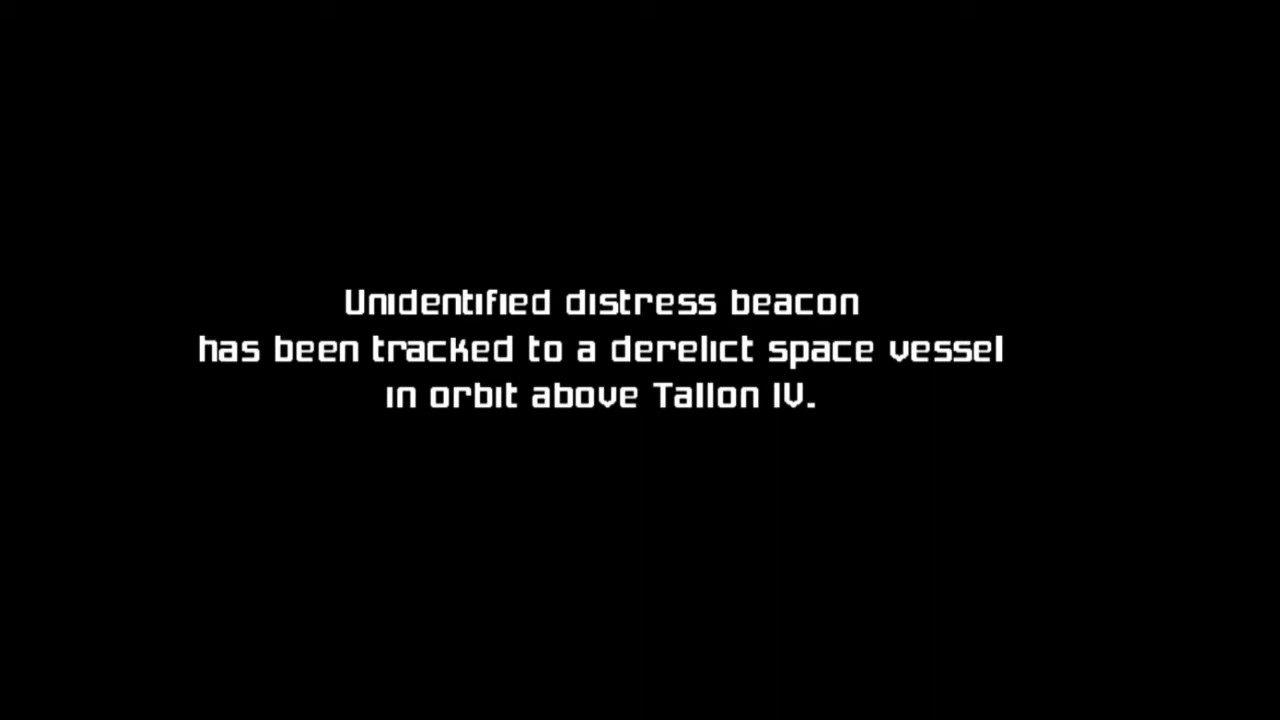 Unidentified distress beacon
has been tracked to a derelict space vessel
in orbit above Tallon IV.